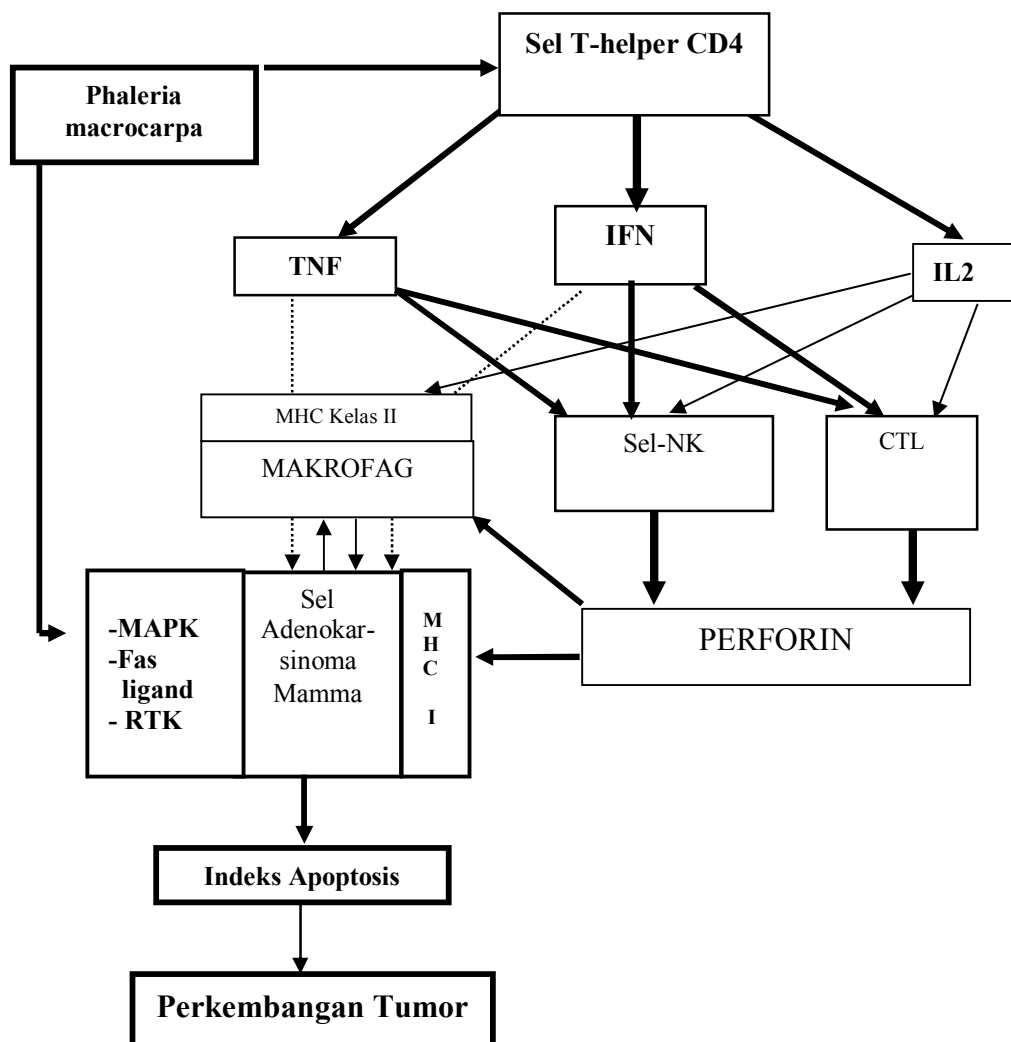 Sel T-helper CD4
Phaleria
macrocarpa
IFN
TNF
IL2
MHC Kelas II
MAKROFAG
Sel-NK
CTL
-MAPK
-Fas
ligand
- RTK
Sel
Adenokar-
sinoma
Mamma
M
H
C
I
PERFORIN
Indeks Apoptosis
Perkembangan Tumor